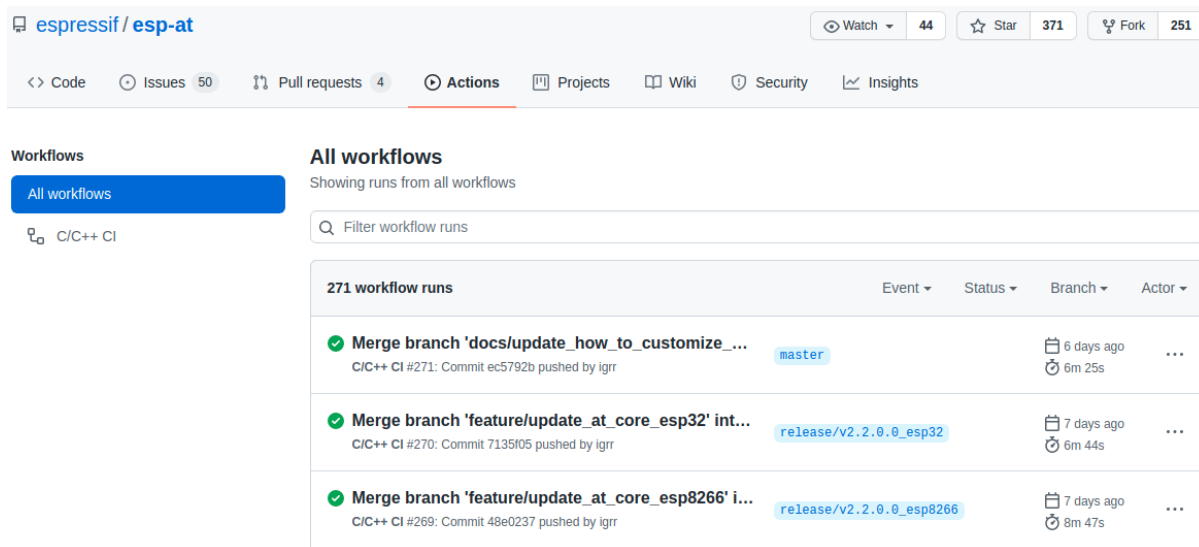 espressif / esp-at
Watch 44 Star 371 Fork 251
Code Issues 50 Pull requests 4 Actions Projects Wiki Security Insights
Workflows
All workflows
C/C++ CI
All workflows
Showing runs from all workflows
Filter workflow runs
271 workflow runs Event Status Branch Actor
Merge branch 'docs/update_how_to_customize_...
C/C++ CI #271: Commit ec5792b pushed by igrr
master
6 days ago
6m 25s
Merge branch 'feature/update_at_core_esp32' int...
C/C++ CI #270: Commit 7135f05 pushed by igrr
release/v2.2.0.0_esp32
7 days ago
6m 44s
Merge branch 'feature/update_at_core_esp8266' i...
C/C++ CI #269: Commit 48e0237 pushed by igrr
release/v2.2.0.0_esp8266
7 days ago
8m 47s